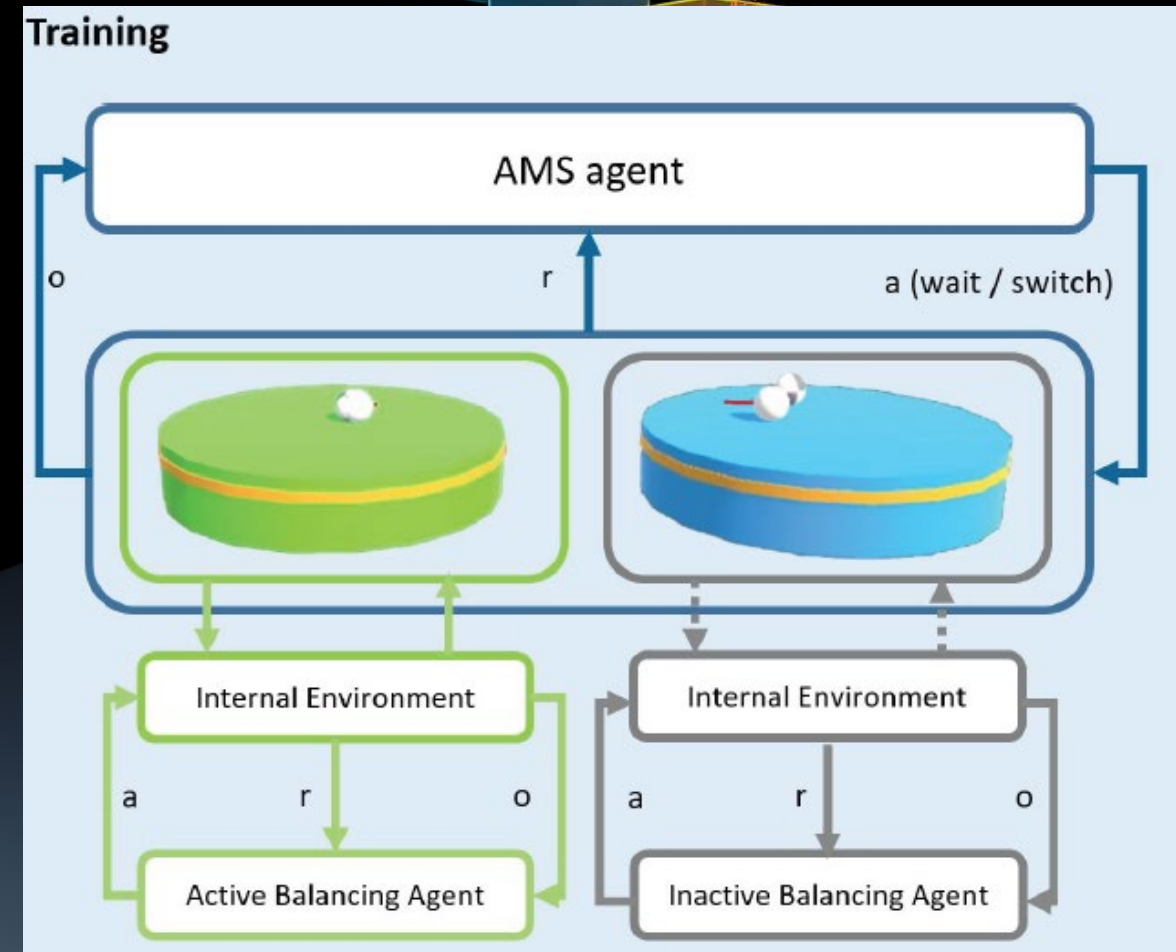 Training
AMS agent
o
r
a (wait / switch)
Internal Environment
Internal Environment
a
r
o
a
r
o
Active Balancing Agent
Inactive Balancing Agent